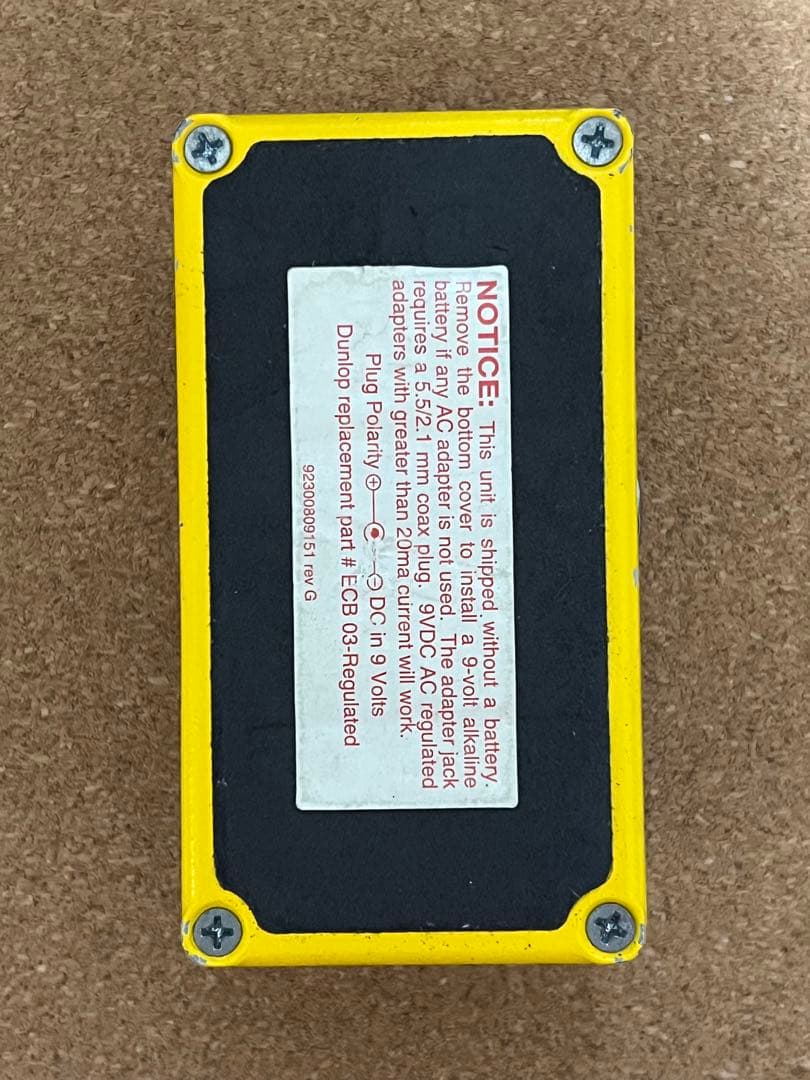 NOTICE: This unit is shipped without a battery.
Remove the bottom cover to install a 9-volt alkaline
battery if any AC adapter is not used. The adapter jack
requires a 5.5/2.1 mm coax plug. 9VDC AC regulated
adapters with greater than 20ma current will work.
Plug Polarity ⊕—⊖ DC in 9 Volts
Dunlop replacement part # ECB 03-Regulated
92300809151 rev G